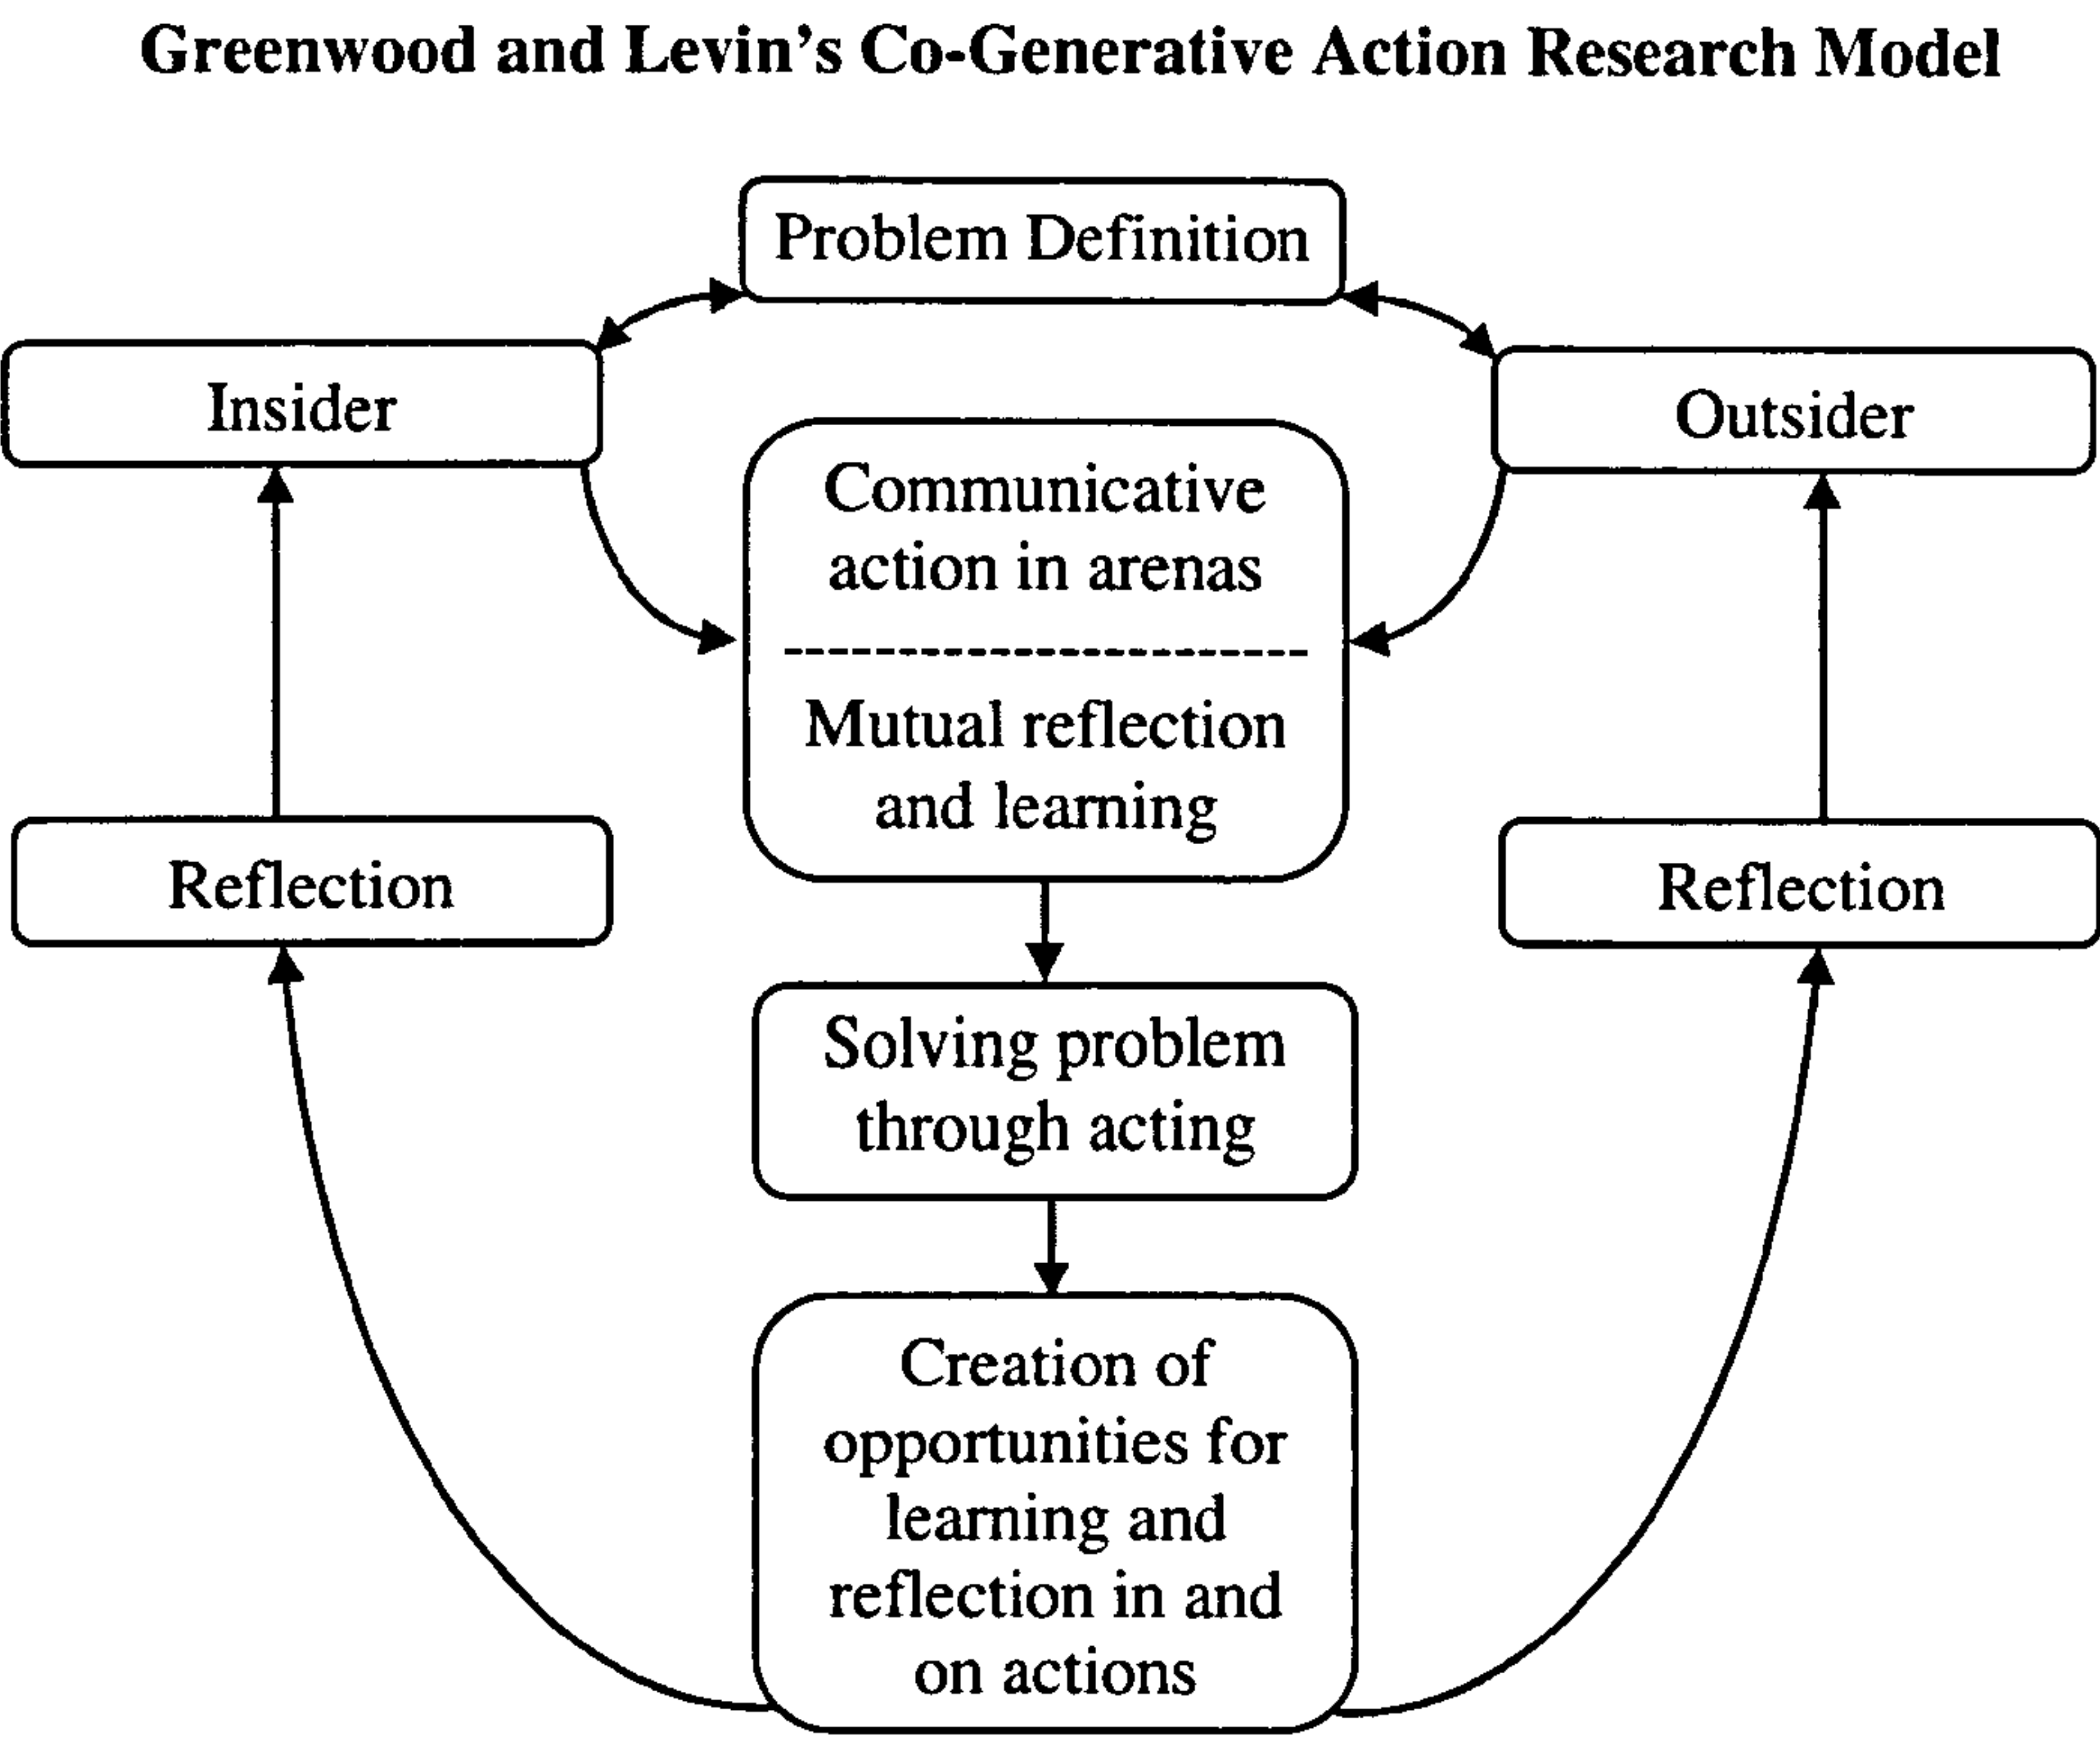 Greenwood and Levin's Co-Generative Action Research Model
Problem Definition
Insider
Outsider
Communicative
action in arenas
Mutual reflection
and learning
Reflection
Reflection
Solving problem
through acting
Creation of
opportunities for
learning and
reflection in and
on actions